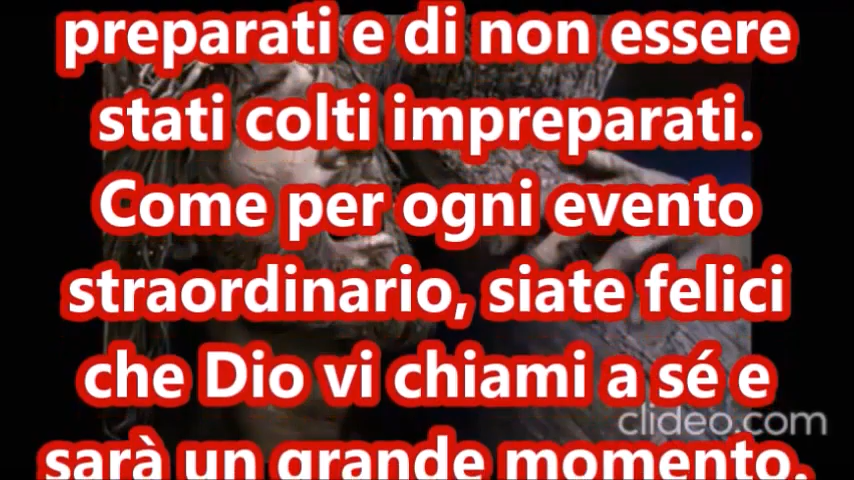 preparati e di non essere
stati colti impreparati.
Come per ogni evento
straordinario, siate felici
che Dio vi chiami a sé e
clideo.com
sarà un grande momento.